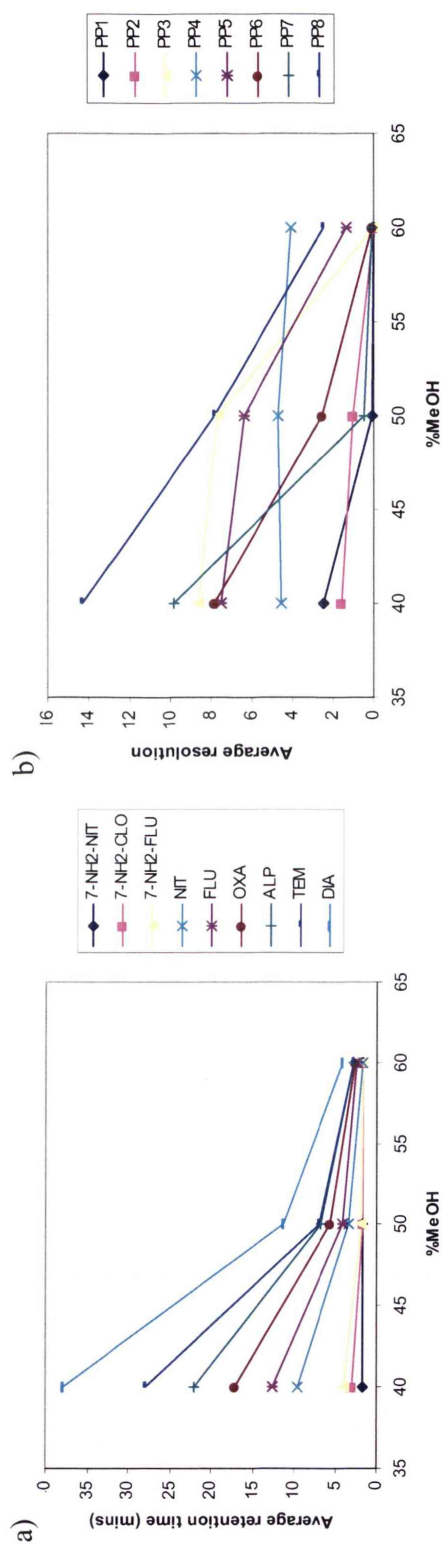 a)
.0
35
30
25
20
15
10
5
0
Average retention time (mins)
35
40
45
50
55
60
65
%MeOH
7-NH2-NIT
7-NH2-CLO
7-NH2-FLU
NIT
FLU
OXA
ALP
TEM
DIA
b)
16
14
12
10
8
6
4
2
0
Average resolution
35
40
45
50
55
60
65
%MeOH
PP1
PP2
PP3
PP4
PP5
PP6
PP7
PP8